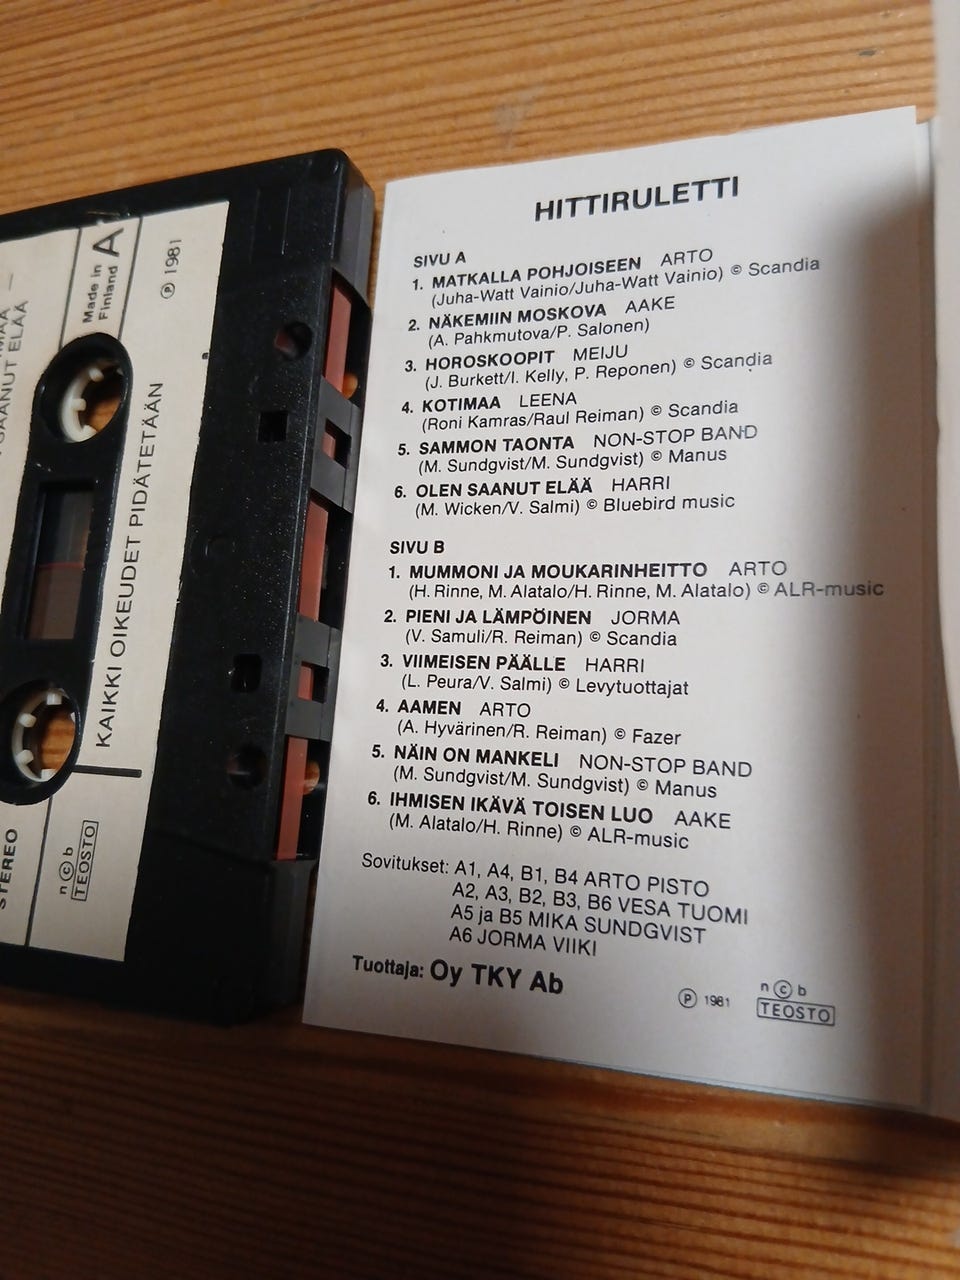 MAA —
SAANUT ELÄÄ
Made in
Finland
A
℗ 1981
KAIKKI OIKEUDET PIDÄTETÄÄN
STEREO
n©b
TEOSTO
HITTIRULETTI
SIVU A
1. MATKALLA POHJOISEEN ARTO
(Juha-Watt Vainio/Juha-Watt Vainio) © Scandia
2. NÄKEMIIN MOSKOVA AAKE
(A. Pahkmutova/P. Salonen)
3. HOROSKOOPIT MEIJU
(J. Burkett/I. Kelly, P. Reponen) © Scandia
4. KOTIMAA LEENA
(Roni Kamras/Raul Reiman) © Scandia
5. SAMMON TAONTA NON-STOP BAND
(M. Sundgvist/M. Sundgvist) © Manus
6. OLEN SAANUT ELÄÄ HARRI
(M. Wicken/V. Salmi) © Bluebird music
SIVU B
1. MUMMONI JA MOUKARINHEITTO ARTO
(H. Rinne, M. Alatalo/H. Rinne, M. Alatalo) © ALR-music
2. PIENI JA LÄMPÖINEN JORMA
(V. Samuli/R. Reiman) © Scandia
3. VIIMEISEN PÄÄLLE HARRI
(L. Peura/V. Salmi) © Levytuottajat
4. AAMEN ARTO
(A. Hyvärinen/R. Reiman) © Fazer
5. NÄIN ON MANKELI NON-STOP BAND
(M. Sundgvist/M. Sundgvist) © Manus
6. IHMISEN IKÄVÄ TOISEN LUO AAKE
(M. Alatalo/H. Rinne) © ALR-music
Sovitukset: A1, A4, B1, B4 ARTO PISTO
A2, A3, B2, B3, B6 VESA TUOMI
A5 ja B5 MIKA SUNDGVIST
A6 JORMA VIIKI
Tuottaja: Oy TKY Ab
℗ 1981
n©b
TEOSTO